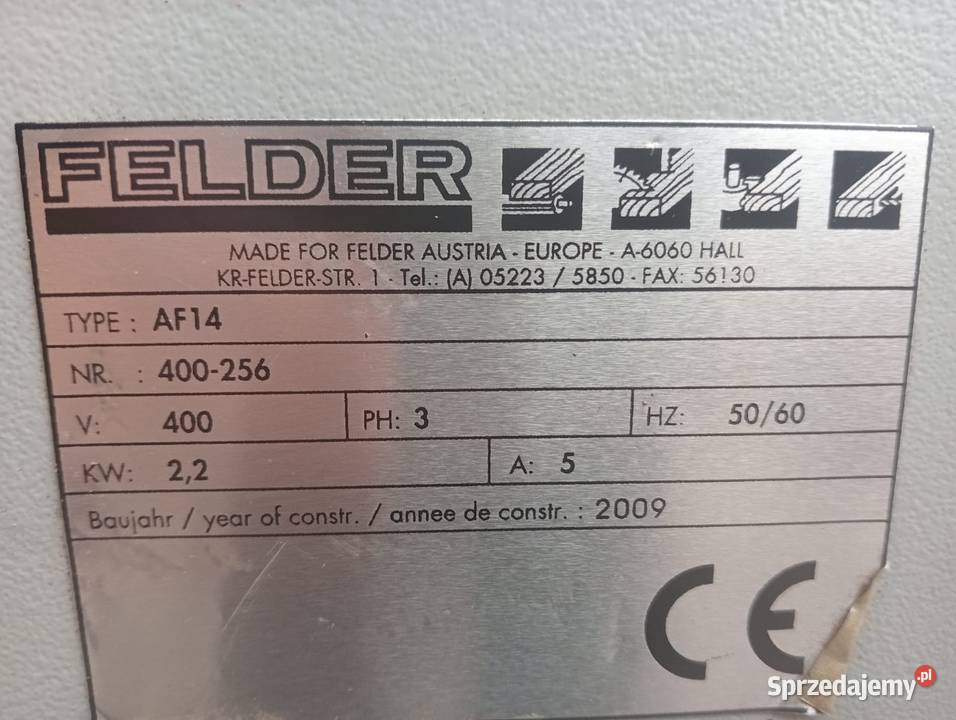 FELDER
MADE FOR FELDER AUSTRIA - EUROPE - A-6060 HALL
KR-FELDER-STR. 1 - Tel.: (A) 05223 / 5850 - FAX: 56130
TYPE : AF14
NR. : 400-256
V: 400 PH: 3 HZ: 50/60
KW: 2,2 A: 5
Baujahr / year of constr. / annee de constr. : 2009
CE
Sprzedajemy.pl